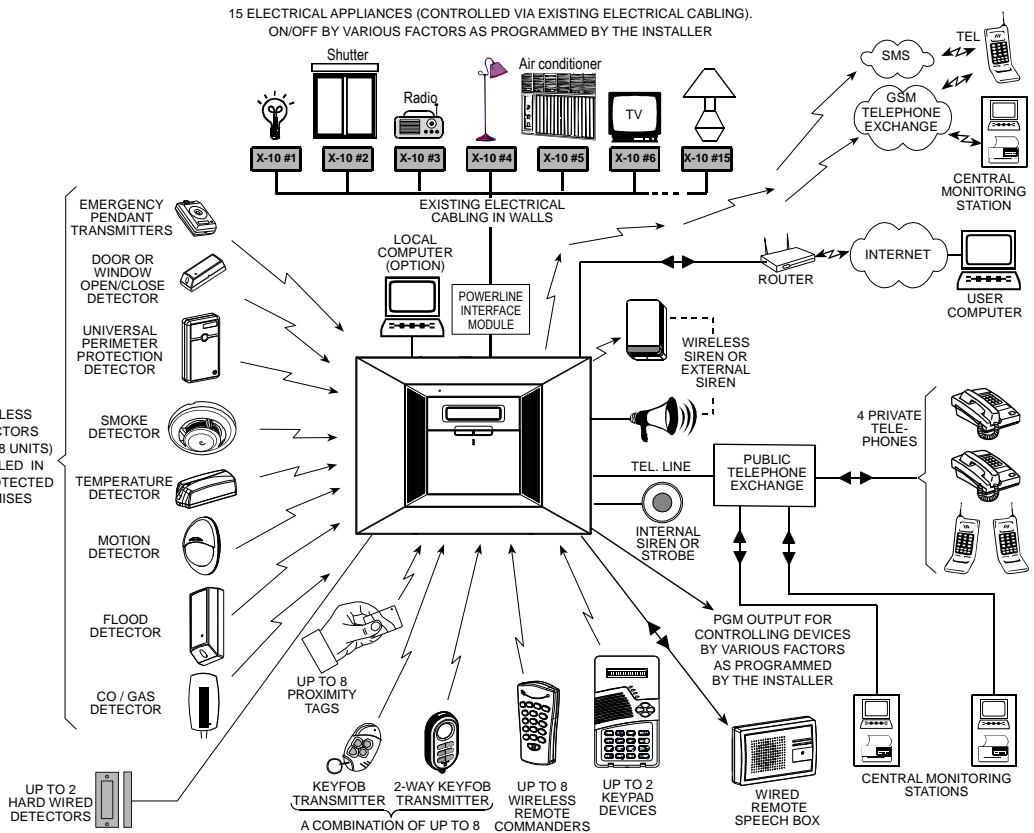 15 ELECTRICAL APPLIANCES (CONTROLLED VIA EXISTING ELECTRICAL CABLING).
ON/OFF BY VARIOUS FACTORS AS PROGRAMMED BY THE INSTALLER
Shutter
Radio
Air conditioner
TV
X-10 #1
X-10 #2
X-10 #3
X-10 #4
X-10 #5
X-10 #6
X-10 #15
EXISTING ELECTRICAL
CABLING IN WALLS
SMS
TEL
GSM
TELEPHONE
EXCHANGE
CENTRAL
MONITORING
STATION
LOCAL
COMPUTER
(OPTION)
POWERLINE
INTERFACE
MODULE
ROUTER
INTERNET
USER
COMPUTER
EMERGENCY
PENDANT
TRANSMITTERS
DOOR OR
WINDOW
OPEN/CLOSE
DETECTOR
UNIVERSAL
PERIMETER
PROTECTION
DETECTOR
SMOKE
DETECTOR
TEMPERATURE
DETECTOR
MOTION
DETECTOR
FLOOD
DETECTOR
CO / GAS
DETECTOR
LESS
CTORS
8 UNITS)
LED IN
OTECTED
MISES
UP TO 2
HARD WIRED
DETECTORS
WIRELESS
SIREN OR
EXTERNAL
SIREN
TEL. LINE
INTERNAL
SIREN OR
STROBE
PUBLIC
TELEPHONE
EXCHANGE
4 PRIVATE
TELE-
PHONES
PGM OUTPUT FOR
CONTROLLING DEVICES
BY VARIOUS FACTORS
AS PROGRAMMED
BY THE INSTALLER
UP TO 8
PROXIMITY
TAGS
KEYFOB
TRANSMITTER
2-WAY KEYFOB
TRANSMITTER
A COMBINATION OF UP TO 8
UP TO 8
WIRELESS
REMOTE
COMMANDERS
UP TO 2
KEYPAD
DEVICES
WIRED
REMOTE
SPEECH BOX
CENTRAL MONITORING
STATIONS